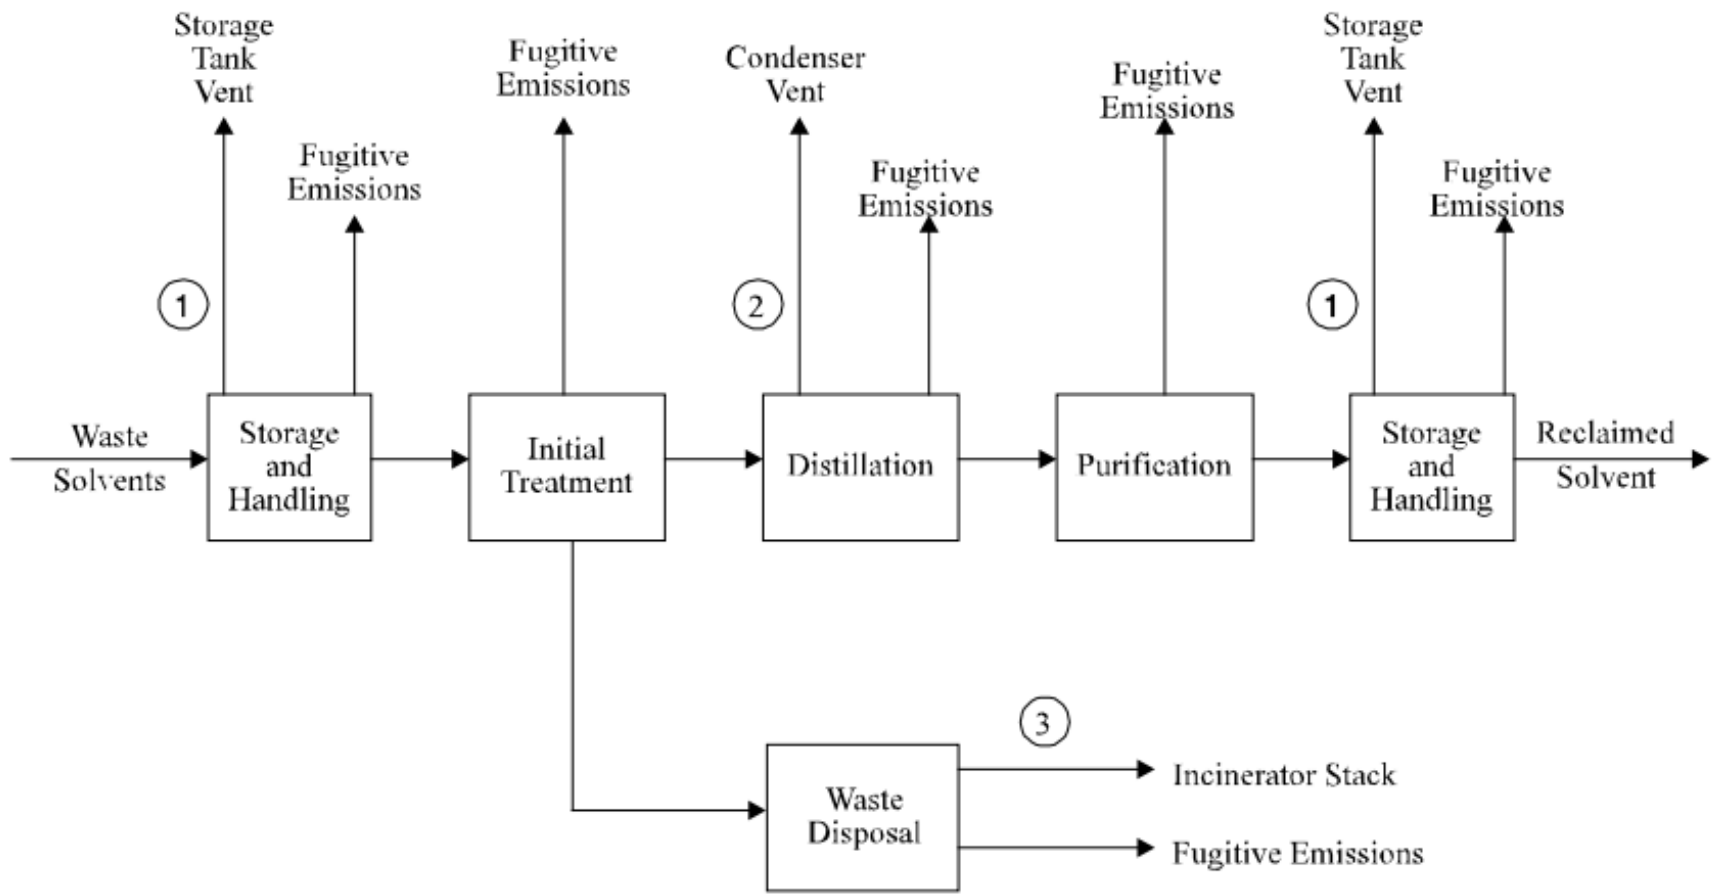 Storage
Tank
Vent
Fugitive
Emissions
Fugitive
Emissions
Condenser
Vent
Fugitive
Emissions
Fugitive
Emissions
Storage
Tank
Vent
Fugitive
Emissions
1
2
1
Waste
Solvents
Storage
and
Handling
Initial
Treatment
Distillation
Purification
Storage
and
Handling
Reclaimed
Solvent
3
Waste
Disposal
Incinerator Stack
Fugitive Emissions